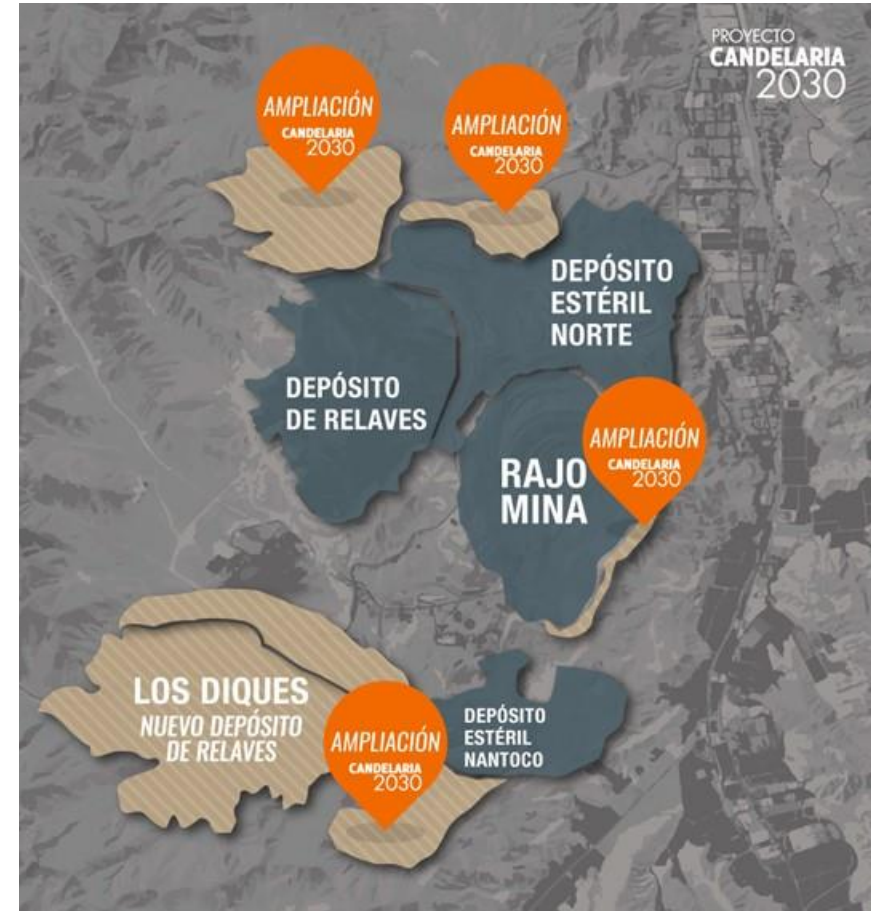 PROYECTO
CANDELARIA
2030
AMPLIACIÓN
CANDELARIA
2030
AMPLIACIÓN
CANDELARIA
2030
DEPÓSITO
ESTÉRIL
NORTE
DEPÓSITO
DE RELAVES
AMPLIACIÓN
CANDELARIA
2030
RAJO
MINA
LOS DIQUES
NUEVO DEPÓSITO
DE RELAVES
AMPLIACIÓN
CANDELARIA
2030
DEPÓSITO
ESTÉRIL
NANTOCO